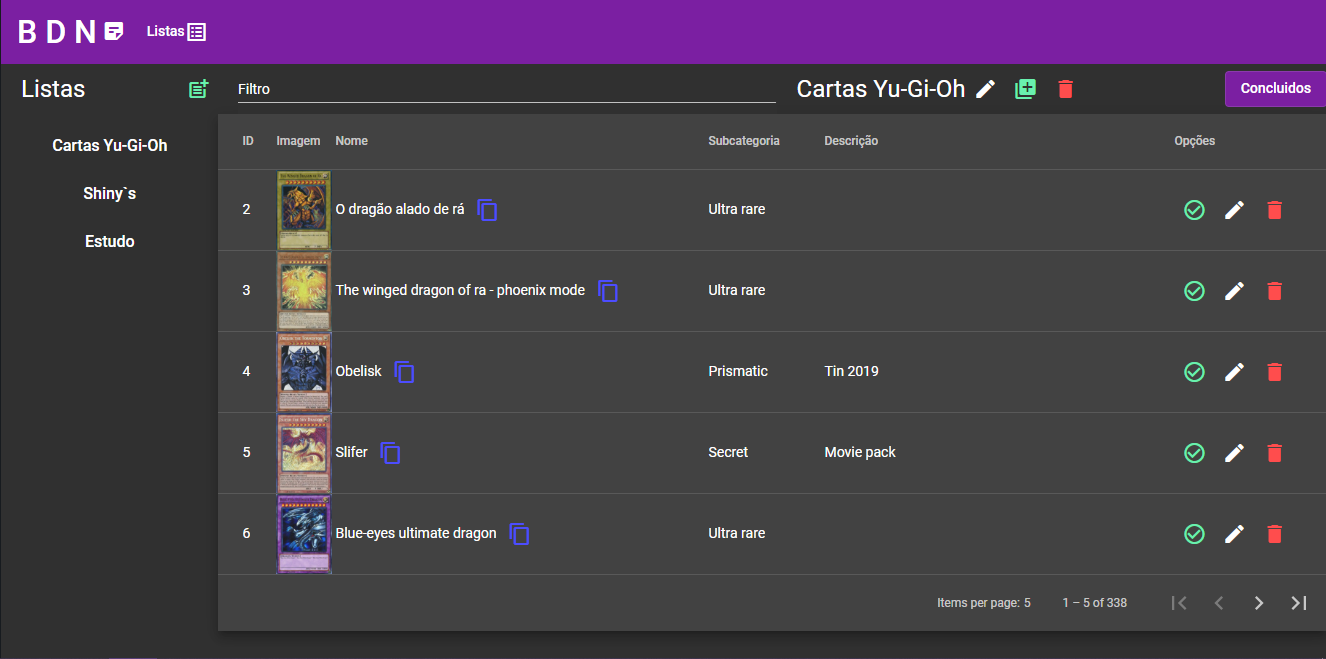 B D N Listas
Listas
Filtro
Cartas Yu-Gi-Oh
Concluidos
Cartas Yu-Gi-Oh
Shiny`s
Estudo
ID Imagem Nome Subcategoria Descrição Opções
2 O dragão alado de rá Ultra rare
3 The winged dragon of ra - phoenix mode Ultra rare
4 Obelisk Prismatic Tin 2019
5 Slifer Secret Movie pack
6 Blue-eyes ultimate dragon Ultra rare
Items per page: 5 1 – 5 of 338